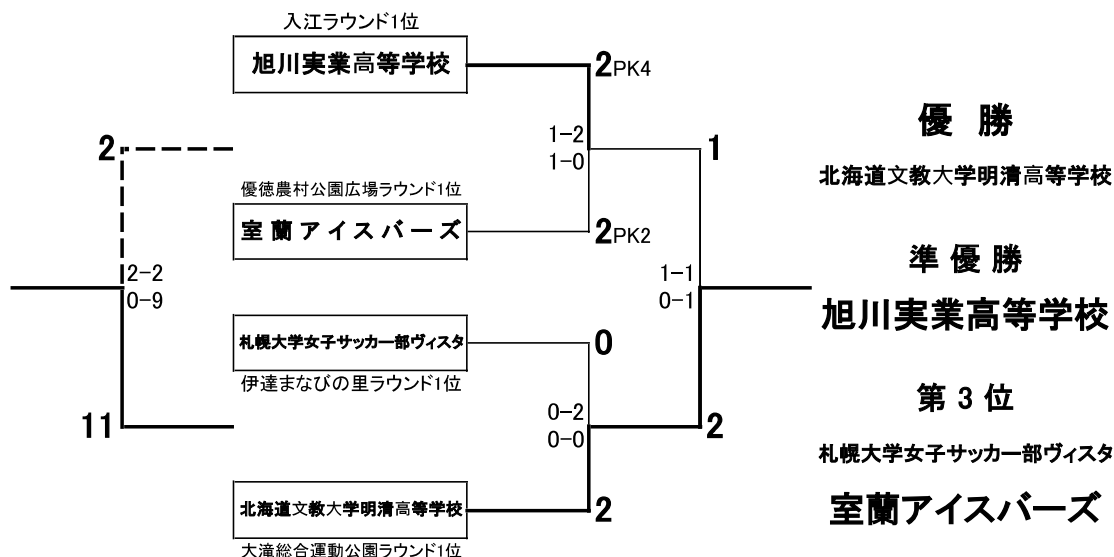 入江ラウンド1位
旭川実業高等学校
2PK4
1-2
1-0
2
1
優徳農村公園広場ラウンド1位
室蘭アイスバーズ
2PK2
2-2
0-9
1-1
0-1
札幌大学女子サッカー部ヴィスタ
0
伊達まなびの里ラウンド1位
11
0-2
0-0
2
北海道文教大学明清高等学校
2
大滝総合運動公園ラウンド1位
優 勝
北海道文教大学明清高等学校
準 優 勝
旭川実業高等学校
第 3 位
札幌大学女子サッカー部ヴィスタ
室蘭アイスバーズ